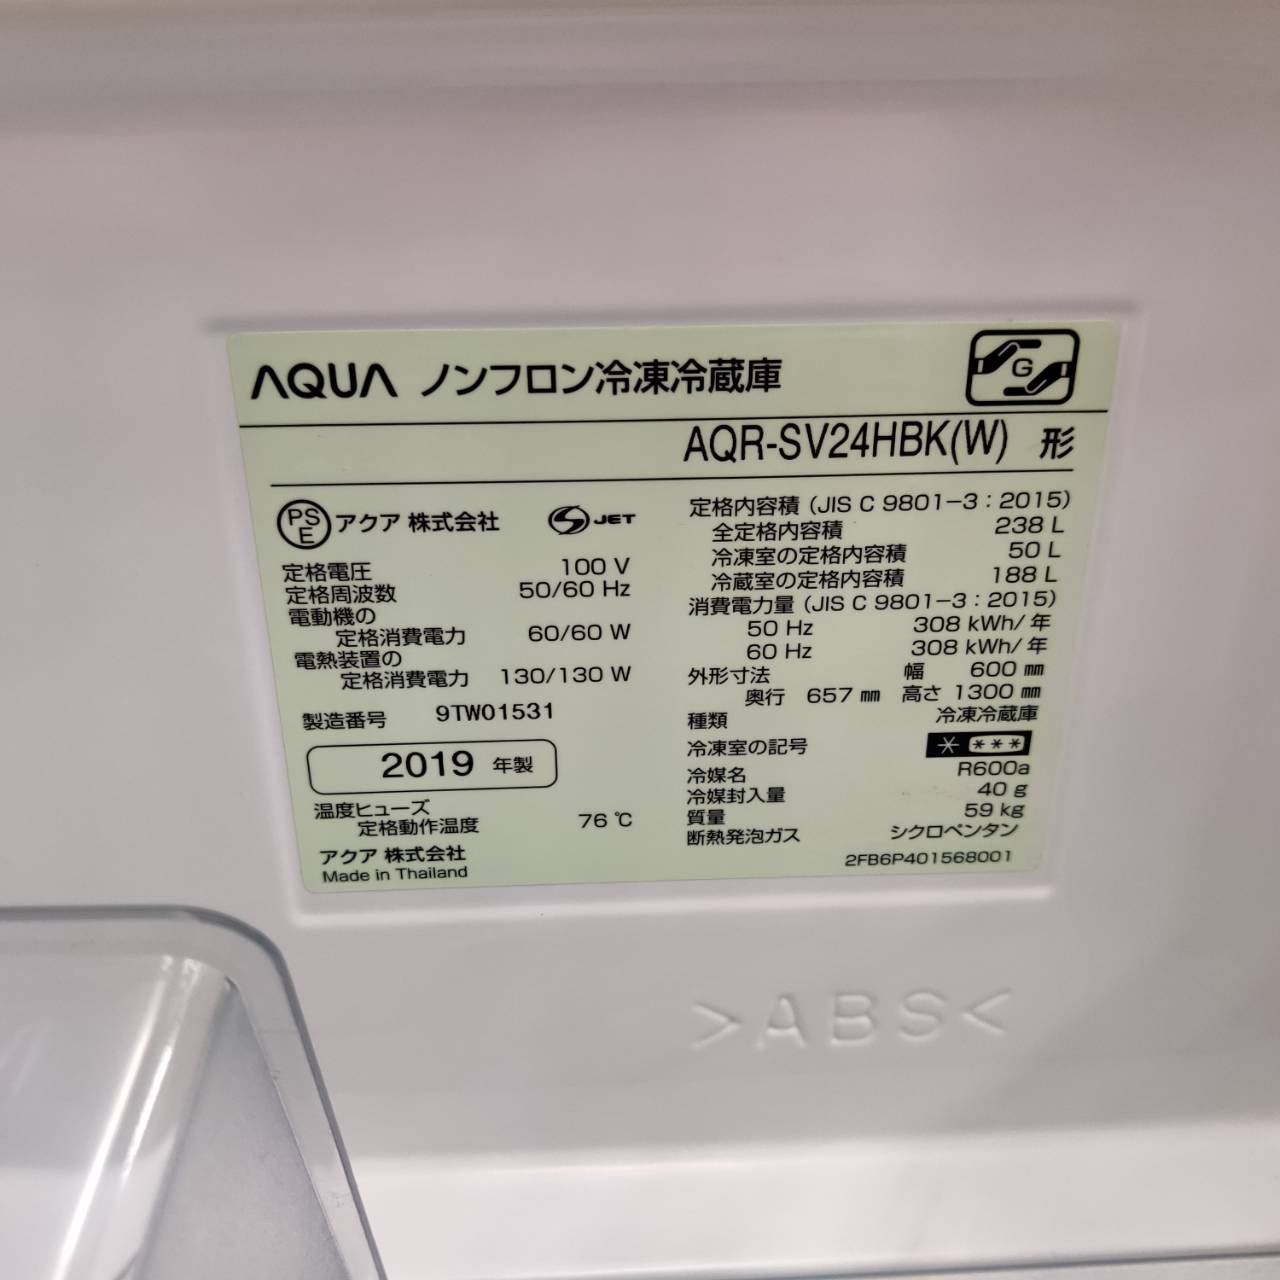 AQUA ノンフロン冷凍冷蔵庫
G
AQR-SV24HBK(W) 形
PSE アクア 株式会社 S JET
定格電圧 100 V
定格周波数 50/60 Hz
電動機の
定格消費電力 60/60 W
電熱装置の
定格消費電力 130/130 W
製造番号 9TW01531
2019 年製
温度ヒューズ
定格動作温度 76 ℃
アクア 株式会社
Made in Thailand
定格内容積 (JIS C 9801-3:2015)
全定格内容積 238 L
冷凍室の定格内容積 50 L
冷蔵室の定格内容積 188 L
消費電力量 (JIS C 9801-3:2015)
50 Hz 308 kWh/年
60 Hz 308 kWh/年
外形寸法 幅 600 mm
奥行 657 mm 高さ 1300 mm
種類 冷凍冷蔵庫
冷凍室の記号 * ***
冷媒名 R600a
冷媒封入量 40 g
質量 59 kg
断熱発泡ガス シクロペンタン
2FB6P401568001
>ABS<